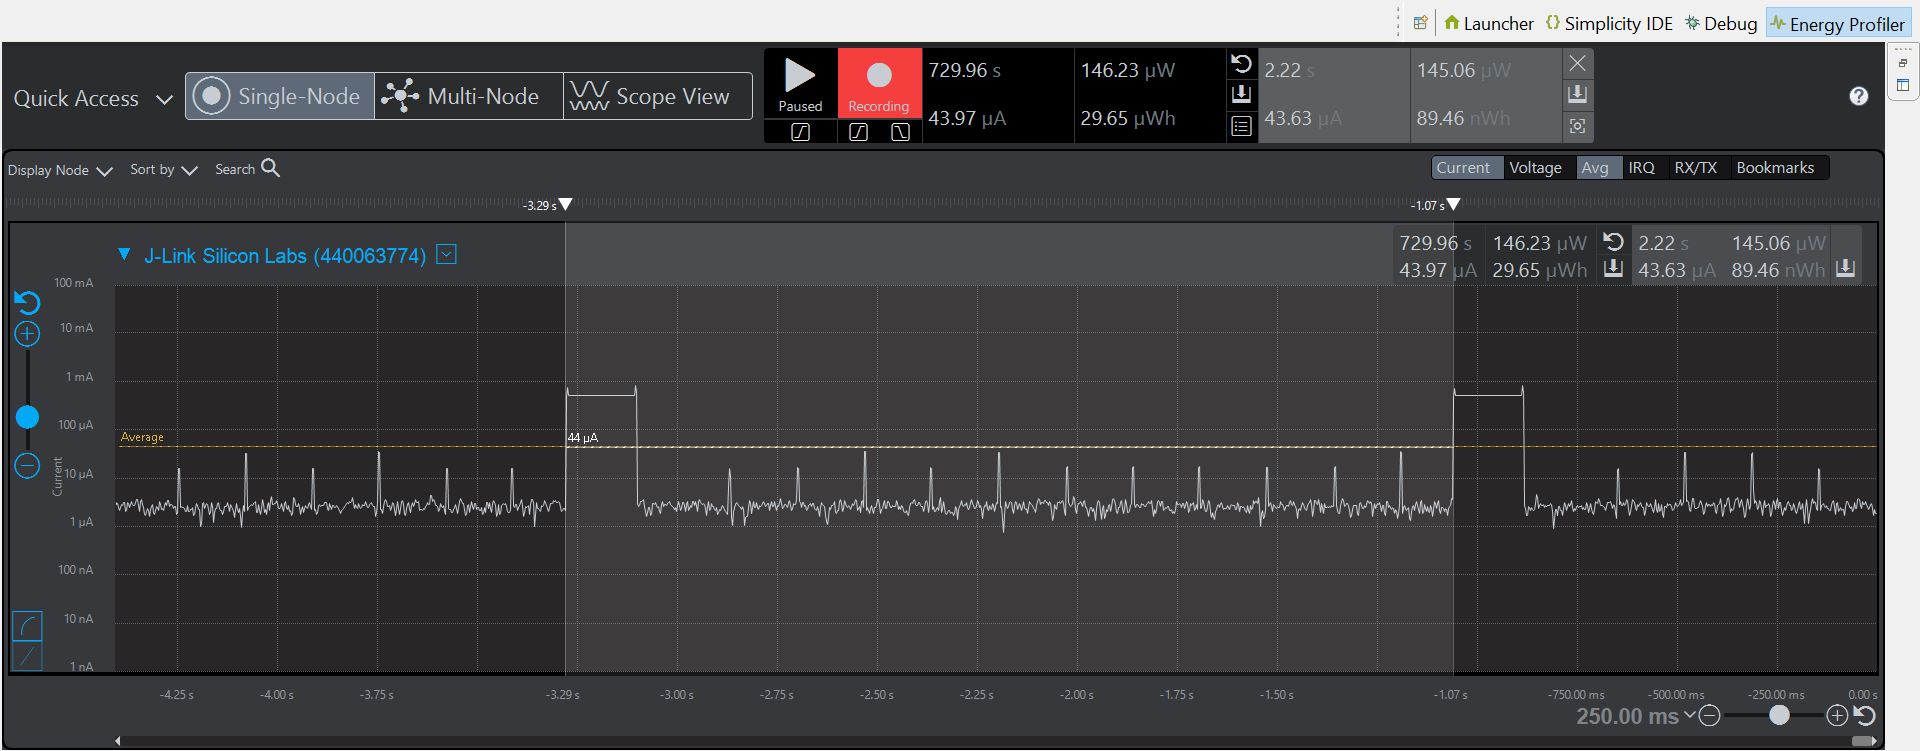 Launcher Simplicity IDE Debug Energy Profiler
Quick Access Single-Node Multi-Node Scope View
Paused Recording
729.96 s 146.23 µW 2.22 s 145.06 µW
43.97 µA 29.65 µWh 43.63 µA 89.46 nWh
Display Node Sort by Search
Current Voltage Avg IRQ RX/TX Bookmarks
-3.29 s -1.07 s
J-Link Silicon Labs (440063774)
729.96 s 146.23 µW 2.22 s 145.06 µW
43.97 µA 29.65 µWh 43.63 µA 89.46 nWh
100 mA
10 mA
1 mA
100 µA
Average 44 µA
10 µA
Current
1 µA
100 nA
10 nA
1 nA
-4.25 s -4.00 s -3.75 s -3.29 s -3.00 s -2.75 s -2.50 s -2.25 s -2.00 s -1.75 s -1.50 s -1.07 s -750.00 ms -500.00 ms -250.00 ms 0.00 s
250.00 ms